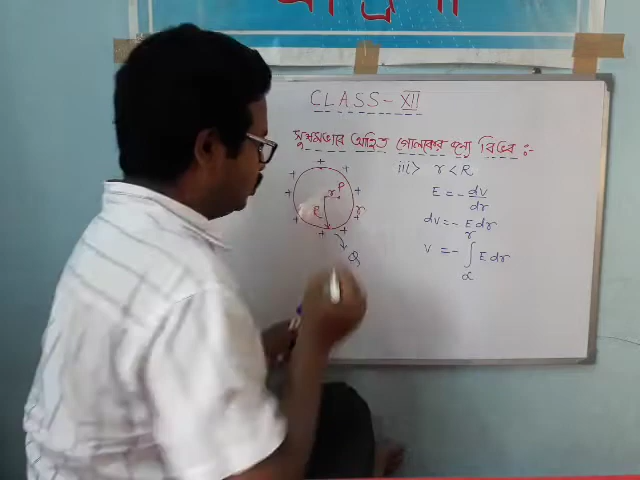 CLASS-XII
সুষমভাবে আহিত গোলকের জন্য বিভব :-
iii> r < R
E = - dV/dr
dV = - E dr
V = - ∫ E dr
r
∝
+ + + + + + + + + +
P
r
R
Q